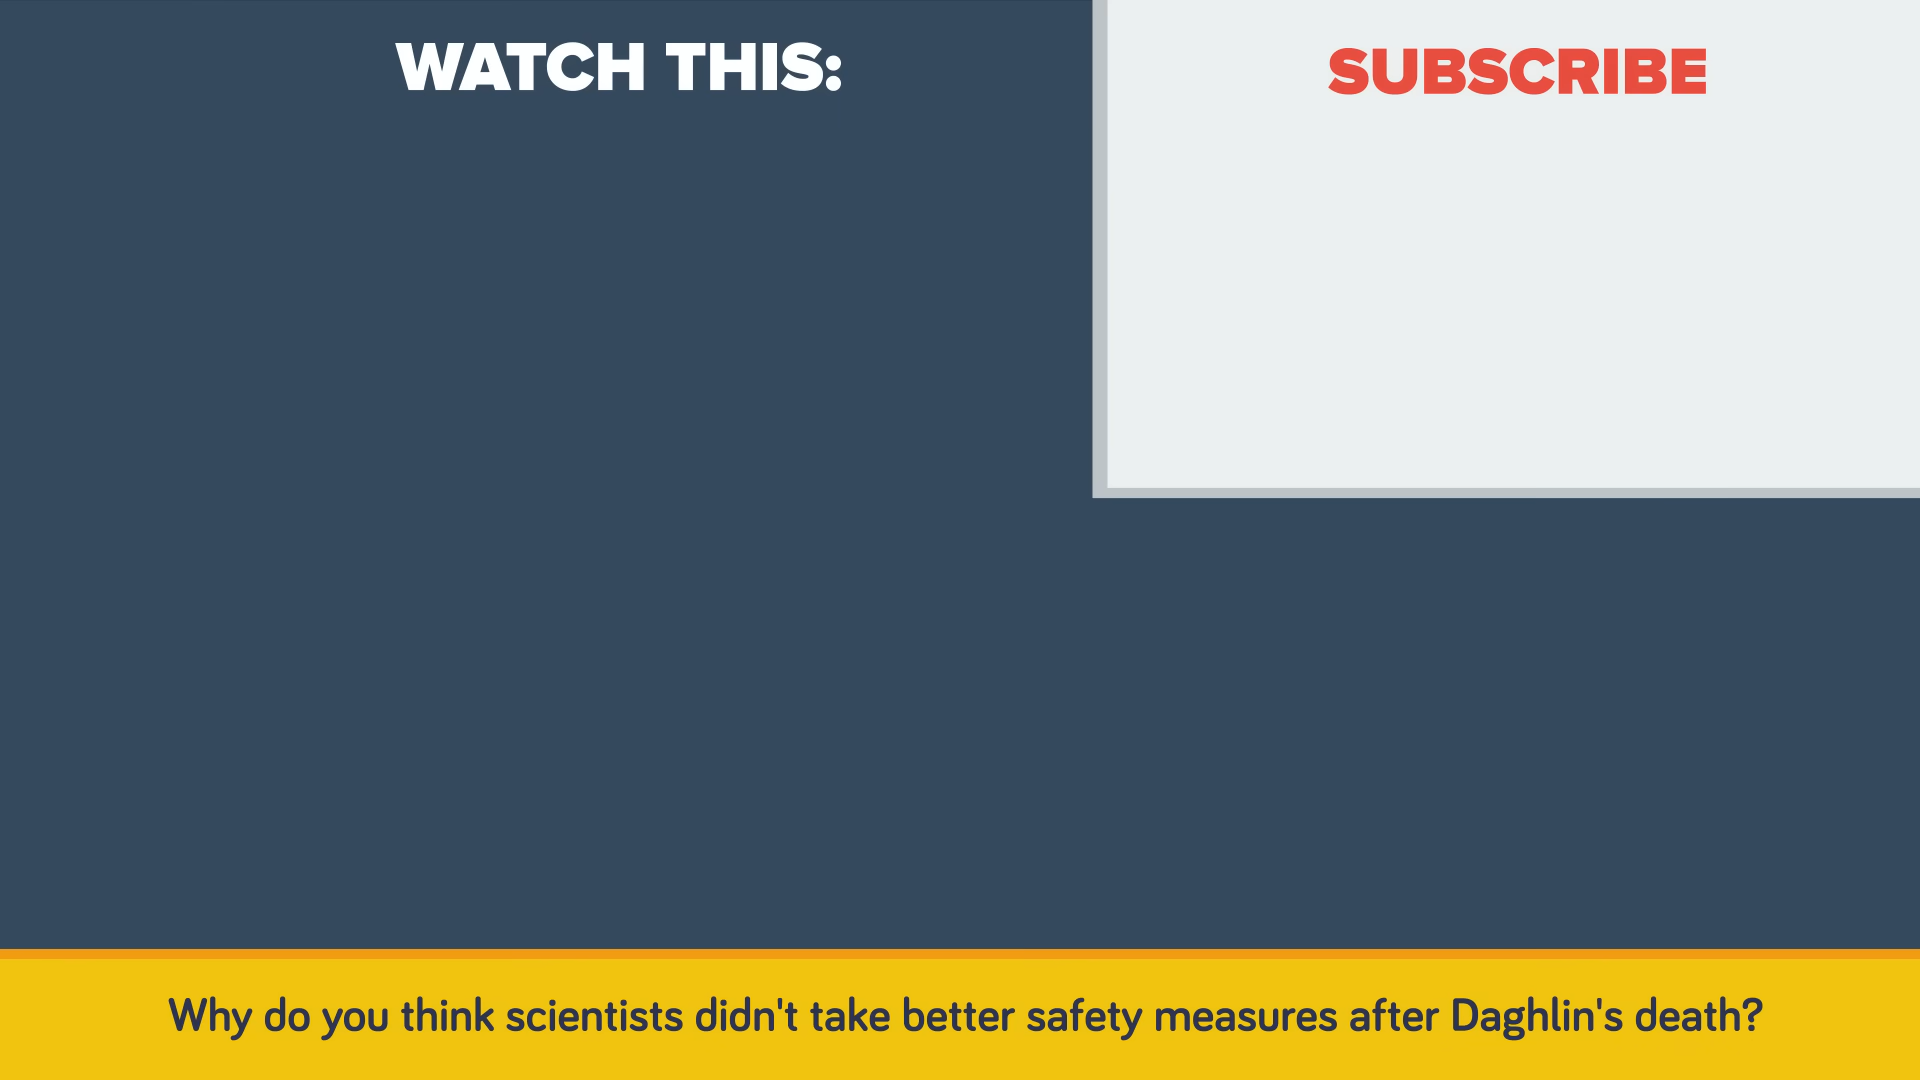 WATCH THIS:
SUBSCRIBE
Why do you think scientists didn't take better safety measures after Daghlin's death?